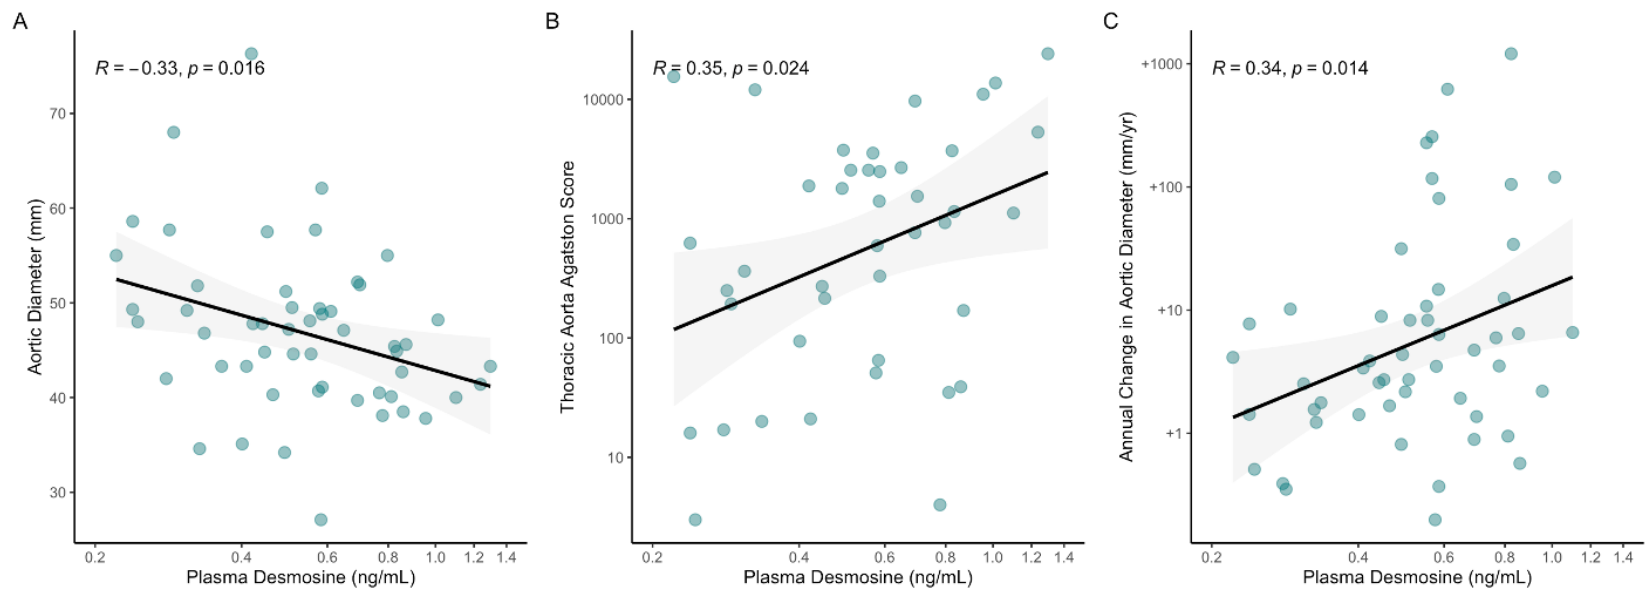 A
R = −0.33, p = 0.016
Aortic Diameter (mm)
70
60
50
40
30
0.2 0.4 0.6 0.8 1.0 1.2 1.4
Plasma Desmosine (ng/mL)
B
R = 0.35, p = 0.024
Thoracic Aorta Agatston Score
10000
1000
100
10
0.2 0.4 0.6 0.8 1.0 1.2 1.4
Plasma Desmosine (ng/mL)
C
R = 0.34, p = 0.014
Annual Change in Aortic Diameter (mm/yr)
+1000
+100
+10
+1
0.2 0.4 0.6 0.8 1.0 1.2 1.4
Plasma Desmosine (ng/mL)